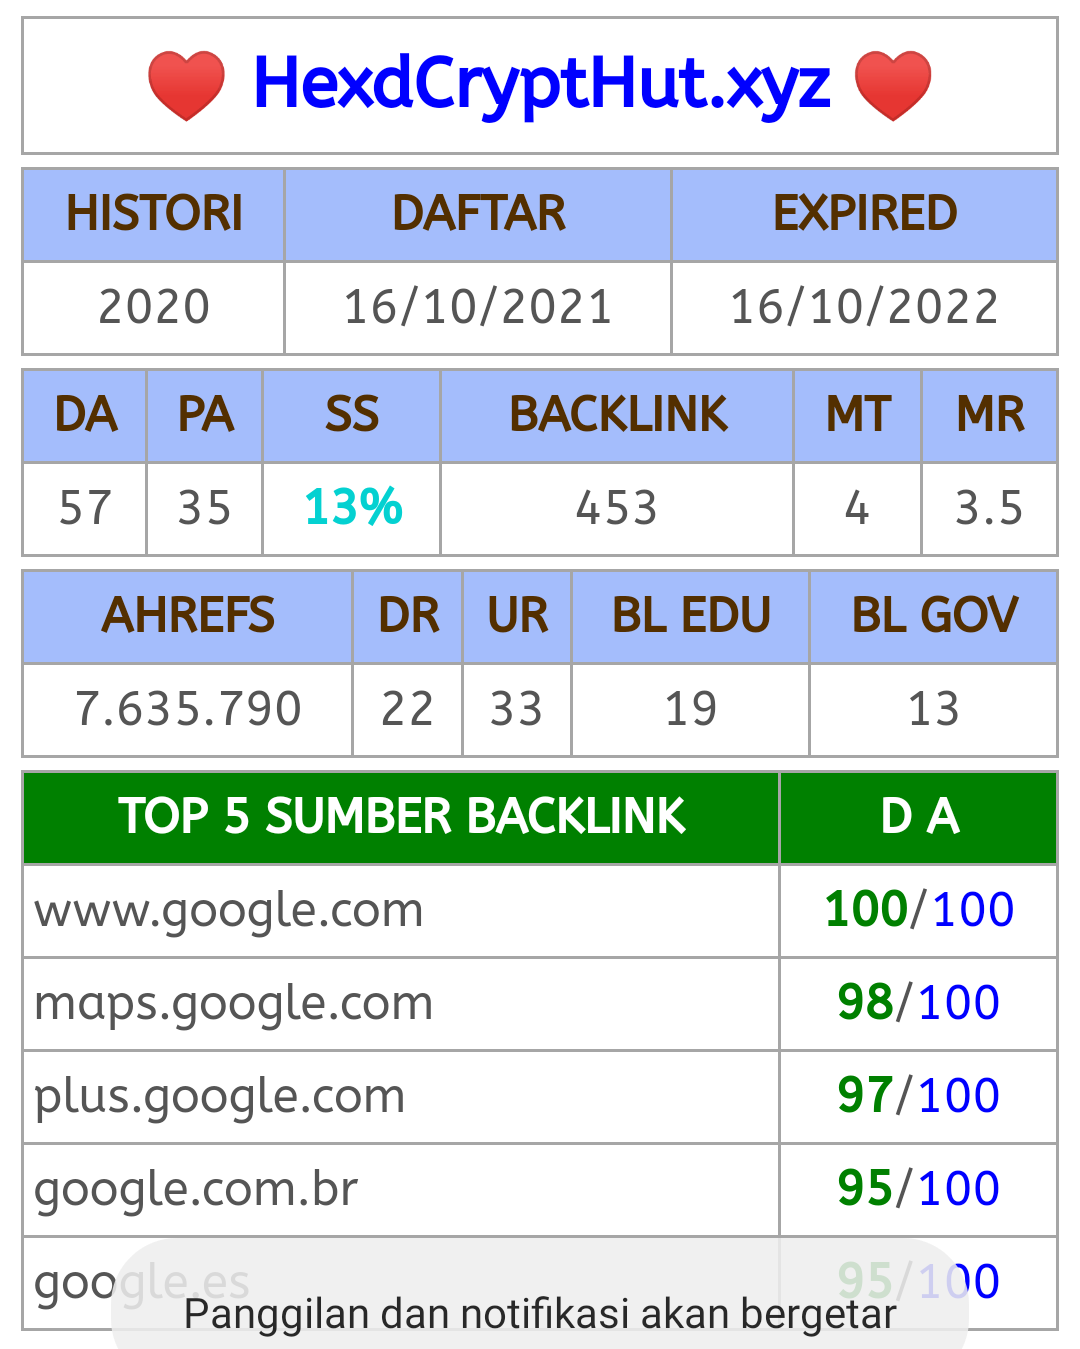 HexdCryptHut.xyz
HISTORI DAFTAR EXPIRED
2020 16/10/2021 16/10/2022
DA PA SS BACKLINK MT MR
57 35 13% 453 4 3.5
AHREFS DR UR BL EDU BL GOV
7.635.790 22 33 19 13
TOP 5 SUMBER BACKLINK D A
www.google.com 100/100
maps.google.com 98/100
plus.google.com 97/100
google.com.br 95/100
google.es 95/100
Panggilan dan notifikasi akan bergetar